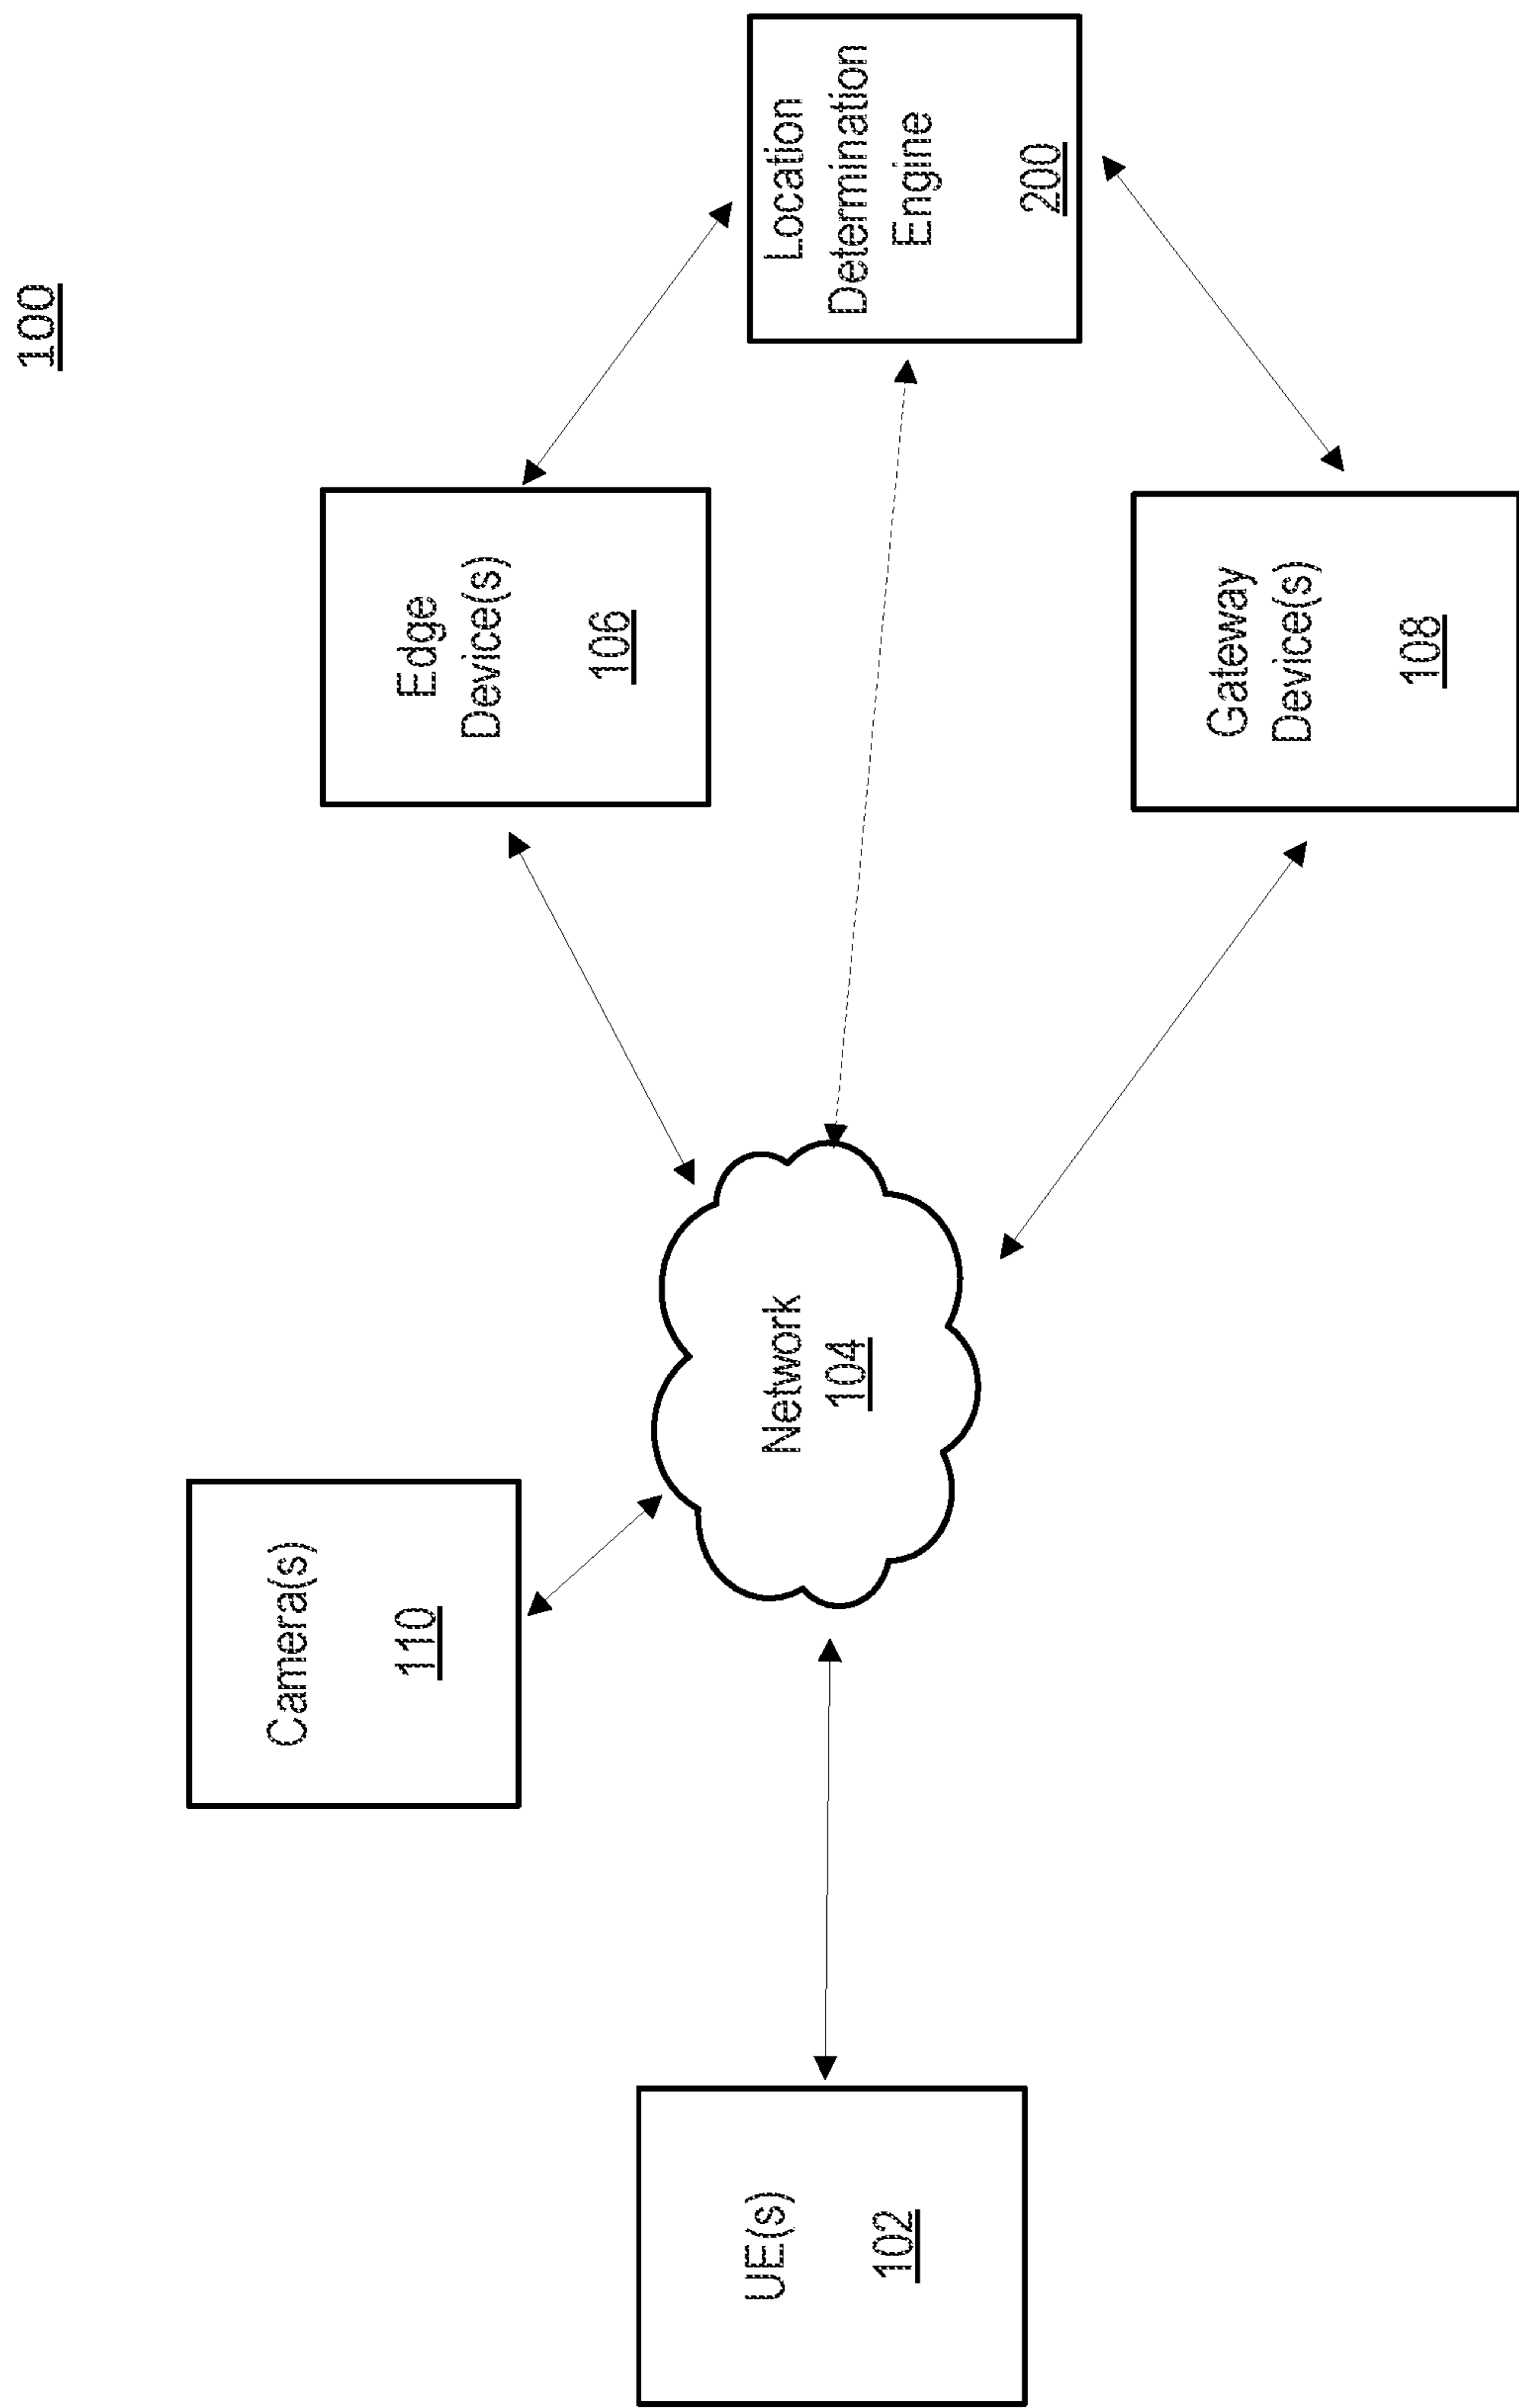 100
Camera(s)
110
Edge
Device(s)
106
UE(s)
102
Network
104
Location
Determination
Engine
200
Gateway
Device(s)
108